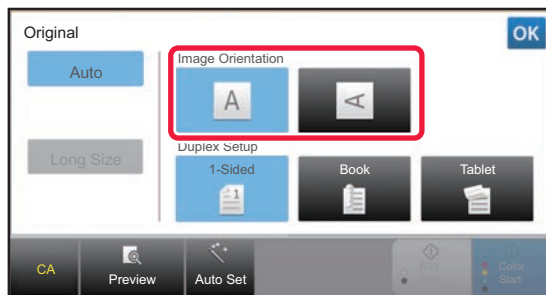 Original
OK
Auto
Image Orientation
A
A
Long Size
Duplex Setup
1-Sided
Book
Tablet
1
CA
Preview
Auto Set
B/W
Start
Color
Start